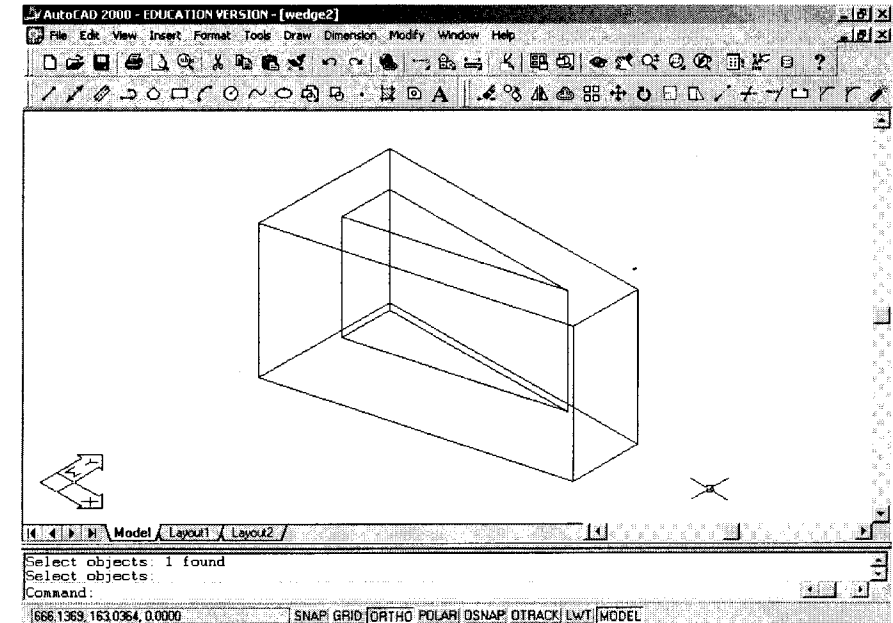 AutoCAD 2000 - EDUCATION VERSION - [wedge2]
File Edit View Insert Format Tools Draw Dimension Modify Window Help
?
A
Model Layout1 Layout2
Select objects: 1 found
Select objects:
Command:
666.1369, 163.0364, 0.0000 SNAP GRID ORTHO POLAR OSNAP OTRACK LWT MODEL